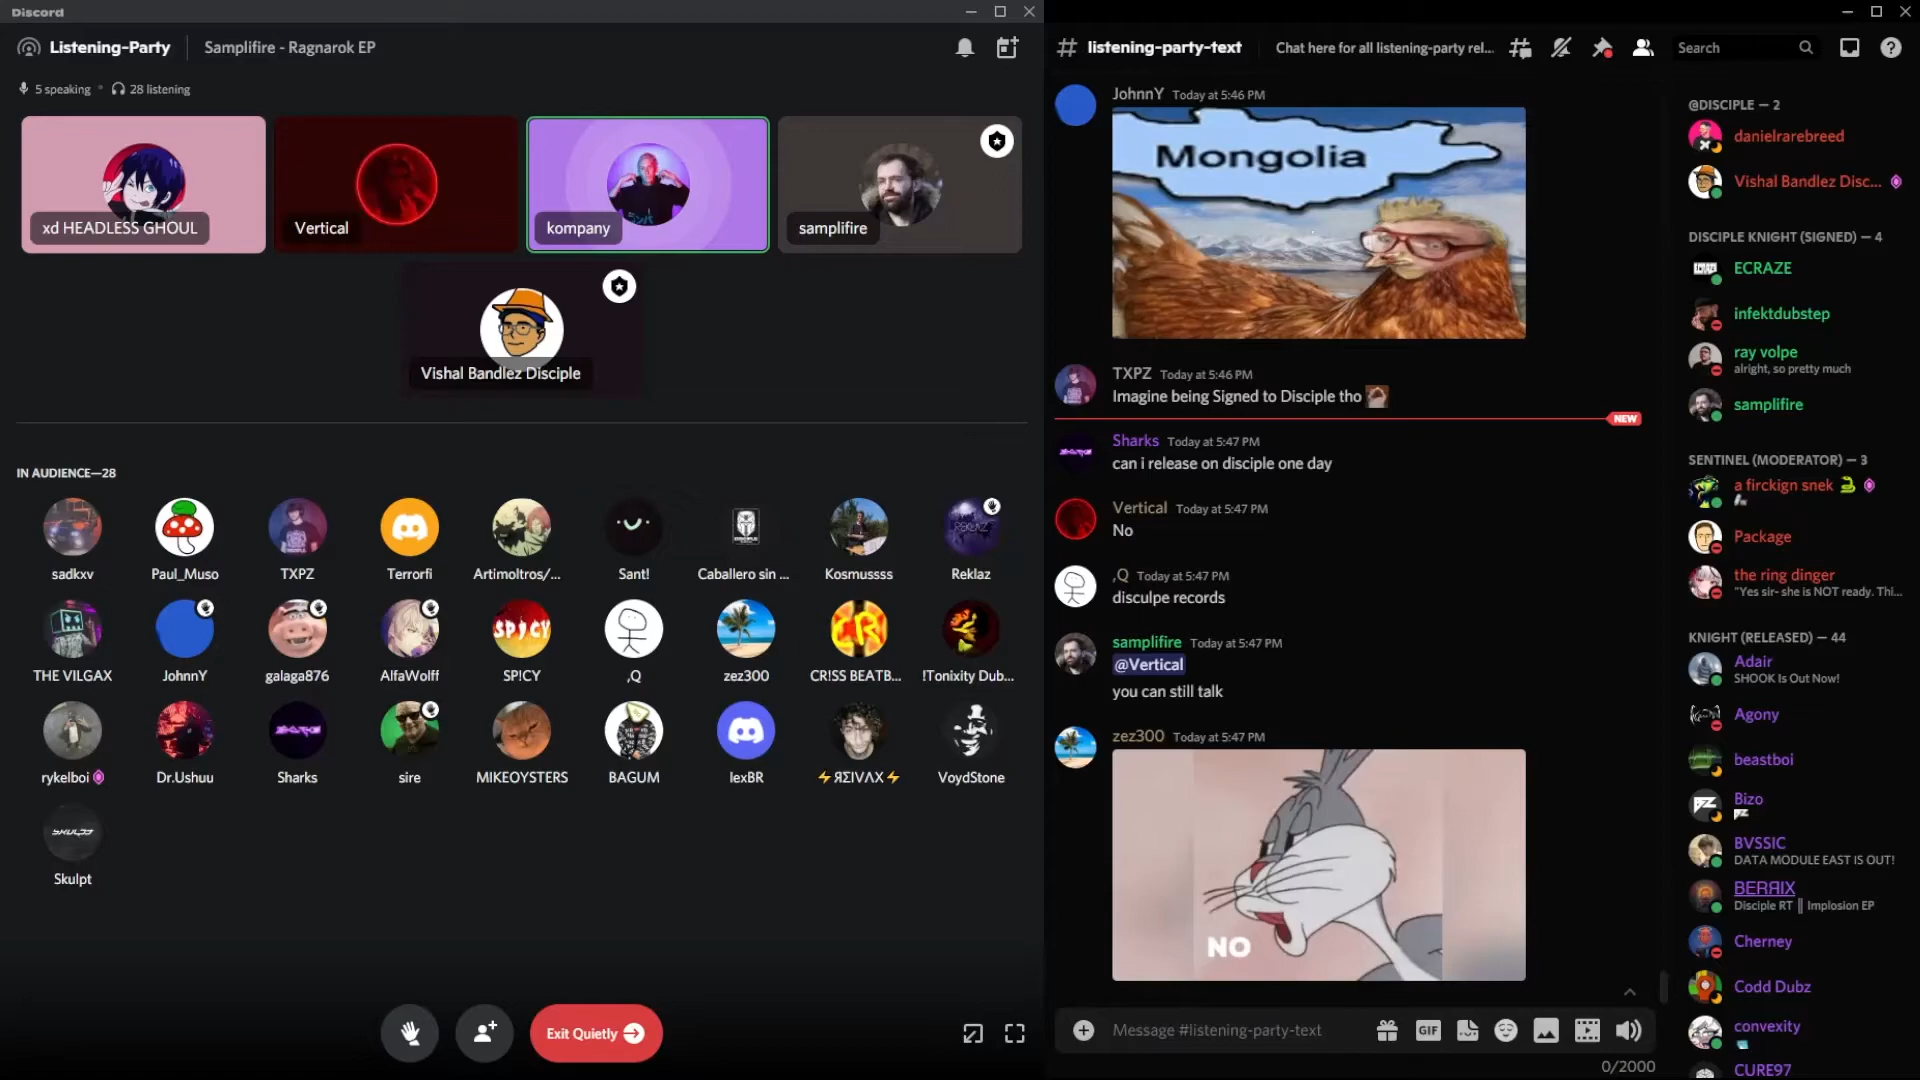 Discord
Listening-Party
Samplifire - Ragnarok EP
5 speaking
28 listening
xd HEADLESS GHOUL
Vertical
kompany
samplifire
Vishal Bandlez Disciple
IN AUDIENCE—28
sadkxv
Paul_Muso
TXPZ
Terrorfi
Artimoltros/...
Sant!
Caballero sin ...
Kosmussss
Reklaz
THE VILGAX
JohnnY
galaga876
AlfaWolff
SPICY
SP!CY
,Q
zez300
CR!SS BEATB...
!Tonixity Dub...
rykelboi
Dr.Ushuu
Sharks
sire
MIKEOYSTERS
BAGUM
lexBR
⚡ЯΣIVΛX⚡
VoydStone
Skulpt
Exit Quietly
# listening-party-text
Chat here for all listening-party rel...
Search
JohnnY Today at 5:46 PM
Mongolia
TXPZ Today at 5:46 PM
Imagine being Signed to Disciple tho
NEW
Sharks Today at 5:47 PM
can i release on disciple one day
Vertical Today at 5:47 PM
No
,Q Today at 5:47 PM
disculpe records
samplifire Today at 5:47 PM
@Vertical
you can still talk
zez300 Today at 5:47 PM
NO
Message #listening-party-text
GIF
0/2000
@DISCIPLE — 2
danielrarebreed
Vishal Bandlez Disc...
DISCIPLE KNIGHT (SIGNED) — 4
ECRAZE
infektdubstep
ray volpe
alright, so pretty much
samplifire
SENTINEL (MODERATOR) — 3
a firckign snek
Package
the ring dinger
"Yes sir- she is NOT ready. Thi...
KNIGHT (RELEASED) — 44
Adair
SHOOK Is Out Now!
Agony
beastboi
Bizo
BVSSIC
DATA MODULE EAST IS OUT!
BERЯIX
Disciple RT ║ Implosion EP
Cherney
Codd Dubz
convexity
CURE97